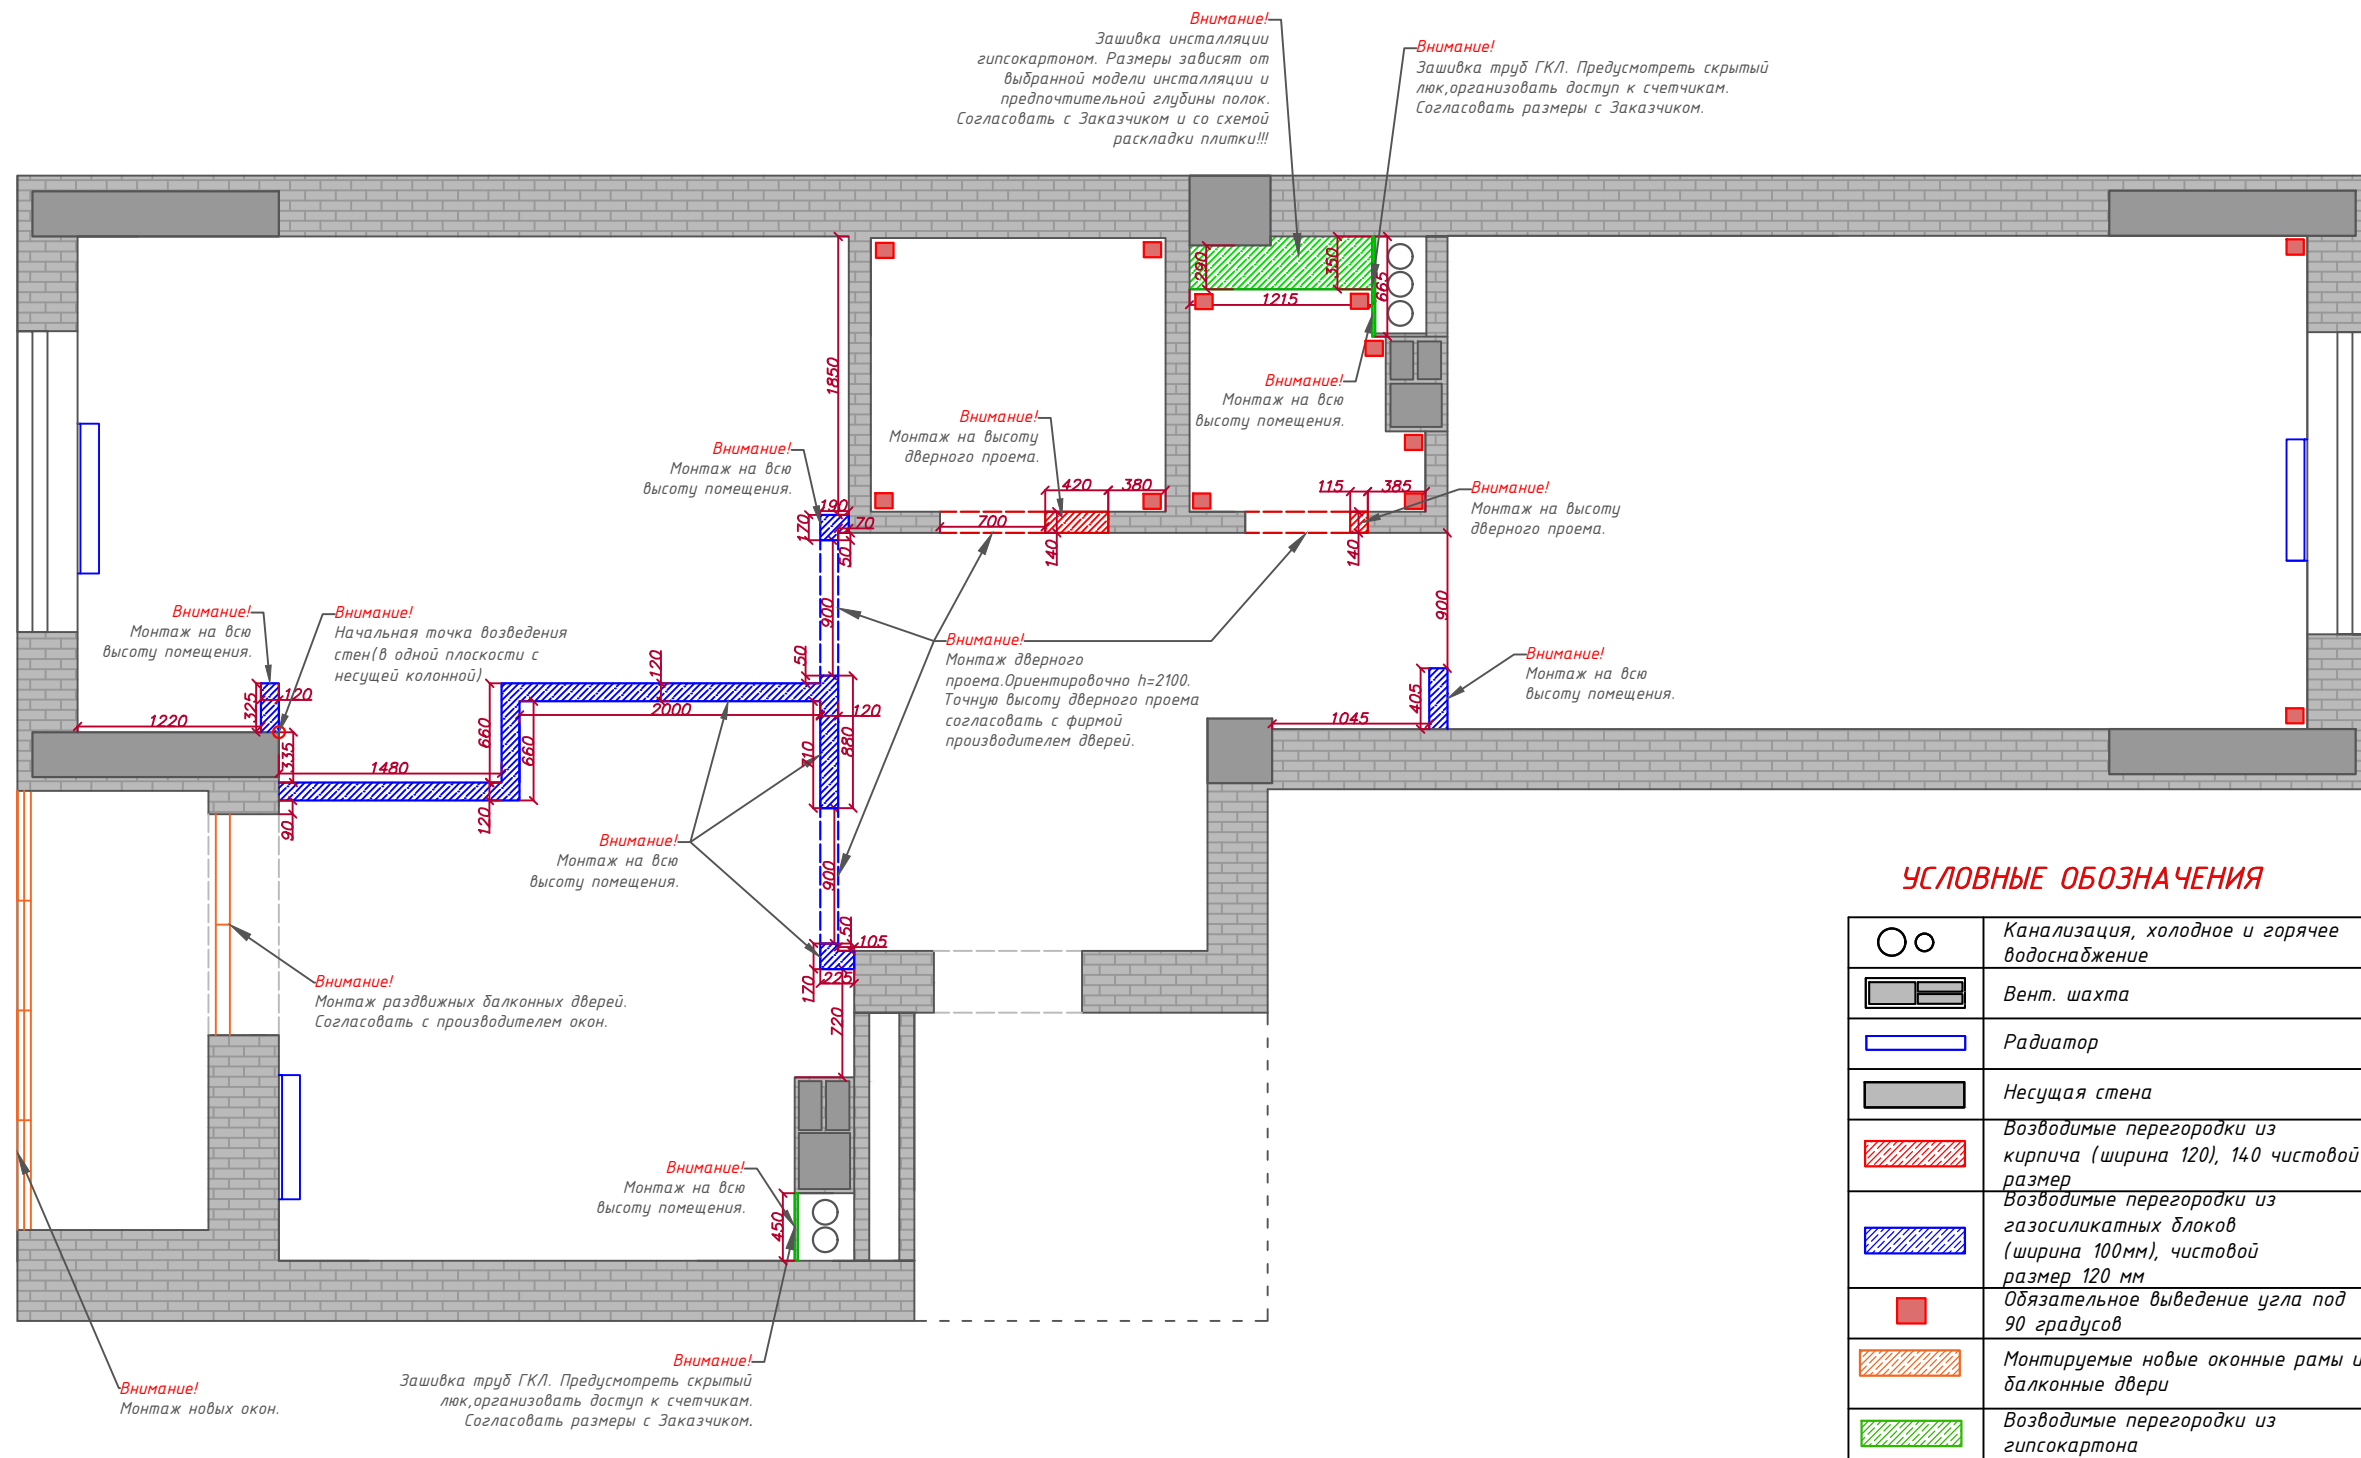 Внимание!
Зашивка инсталляции
гипсокартоном. Размеры зависят от
выбранной модели инсталляции и
предпочтительной глубины полок.
Согласовать с Заказчиком и со схемой
раскладки плитки!!!
Внимание!
Зашивка труб ГКЛ. Предусмотреть скрытый
люк,организовать доступ к счетчикам.
Согласовать размеры с Заказчиком.
290
350
665
1215
1850
Внимание!
Монтаж на всю
высоту помещения.
Внимание!
Монтаж на высоту
дверного проема.
Внимание!
Монтаж на всю
высоту помещения.
420
380
115
385
Внимание!
Монтаж на высоту
дверного проема.
190
170
70
50
700
140
140
900
900
Внимание!
Монтаж на всю
высоту помещения.
Внимание!
Начальная точка возведения
стен(в одной плоскости с
несущей колонной)
Внимание!
Монтаж дверного
проема.Ориентировочно h=2100.
Точную высоту дверного проема
согласовать с фирмой
производителем дверей.
Внимание!
Монтаж на всю
высоту помещения.
50
120
325
120
1220
335
660
660
2000
120
710
880
405
1045
1480
90
120
Внимание!
Монтаж на всю
высоту помещения.
900
50
105
170
225
720
Внимание!
Монтаж раздвижных балконных дверей.
Согласовать с производителем окон.
Внимание!
Монтаж на всю
высоту помещения.
450
Внимание!
Зашивка труб ГКЛ. Предусмотреть скрытый
люк,организовать доступ к счетчикам.
Согласовать размеры с Заказчиком.
Внимание!
Монтаж новых окон.
УСЛОВНЫЕ ОБОЗНАЧЕНИЯ
Канализация, холодное и горячее
водоснабжение
Вент. шахта
Радиатор
Несущая стена
Возводимые перегородки из
кирпича (ширина 120), 140 чистовой
размер
Возводимые перегородки из
газосиликатных блоков
(ширина 100мм), чистовой
размер 120 мм
Обязательное выведение угла под
90 градусов
Монтируемые новые оконные рамы и
балконные двери
Возводимые перегородки из
гипсокартона